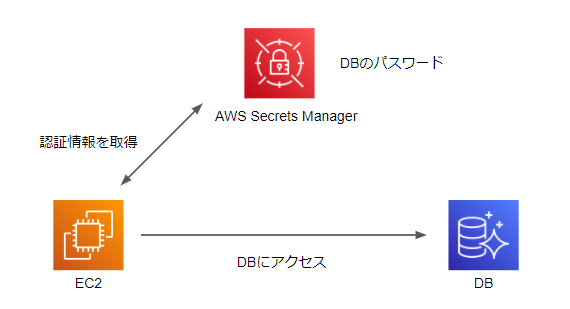 DBのパスワード
AWS Secrets Manager
認証情報を取得
DBにアクセス
EC2
DB